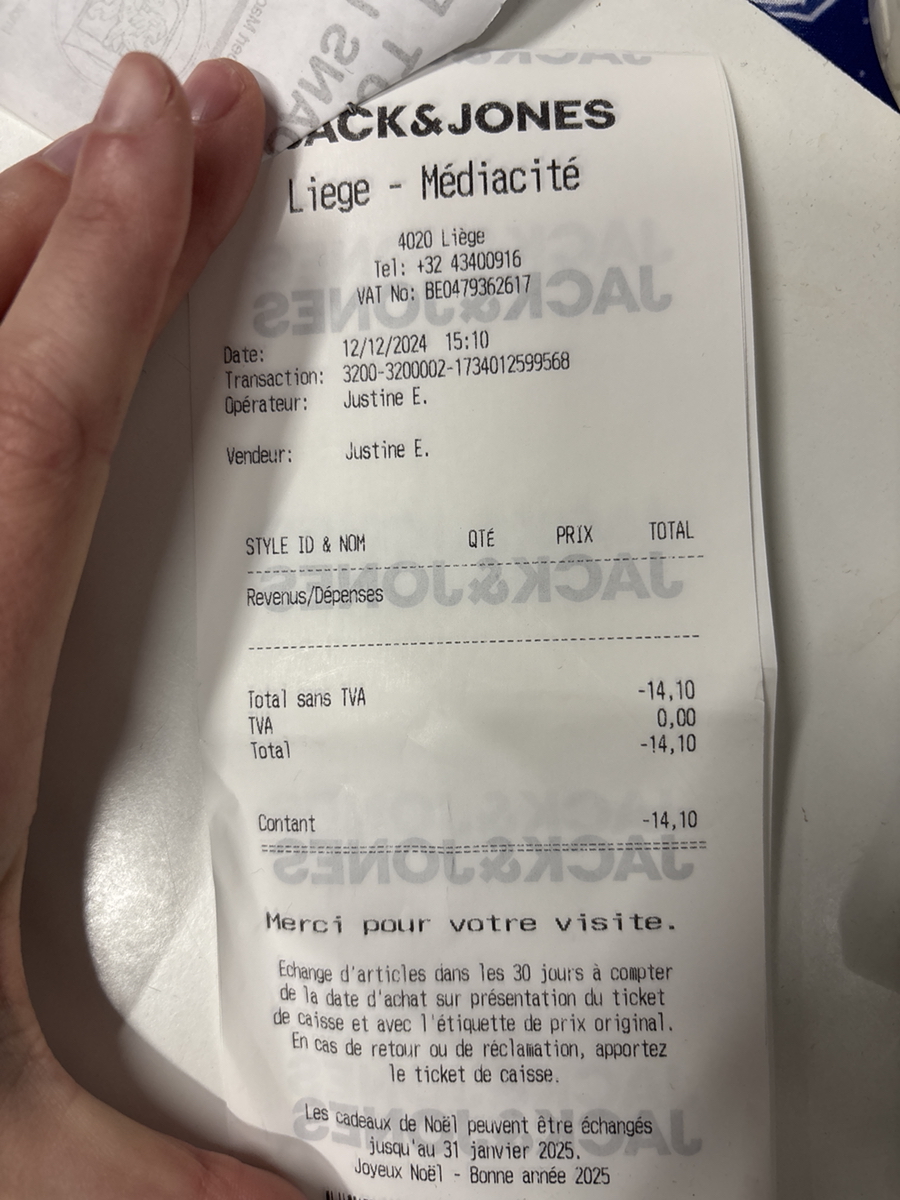 JACK&JONES
Liege - Médiacité
4020 Liège
Tel: +32 43400916
VAT No: BE0479362617
Date: 12/12/2024 15:10
Transaction: 3200-3200002-1734012599568
Opérateur: Justine E.
Vendeur: Justine E.
STYLE ID & NOM QTÉ PRIX TOTAL
Revenus/Dépenses
Total sans TVA -14,10
TVA 0,00
Total -14,10
Contant -14,10
Merci pour votre visite.
Echange d'articles dans les 30 jours à compter
de la date d'achat sur présentation du ticket
de caisse et avec l'étiquette de prix original.
En cas de retour ou de réclamation, apportez
le ticket de caisse.
Les cadeaux de Noël peuvent être échangés
jusqu'au 31 janvier 2025.
Joyeux Noël - Bonne année 2025